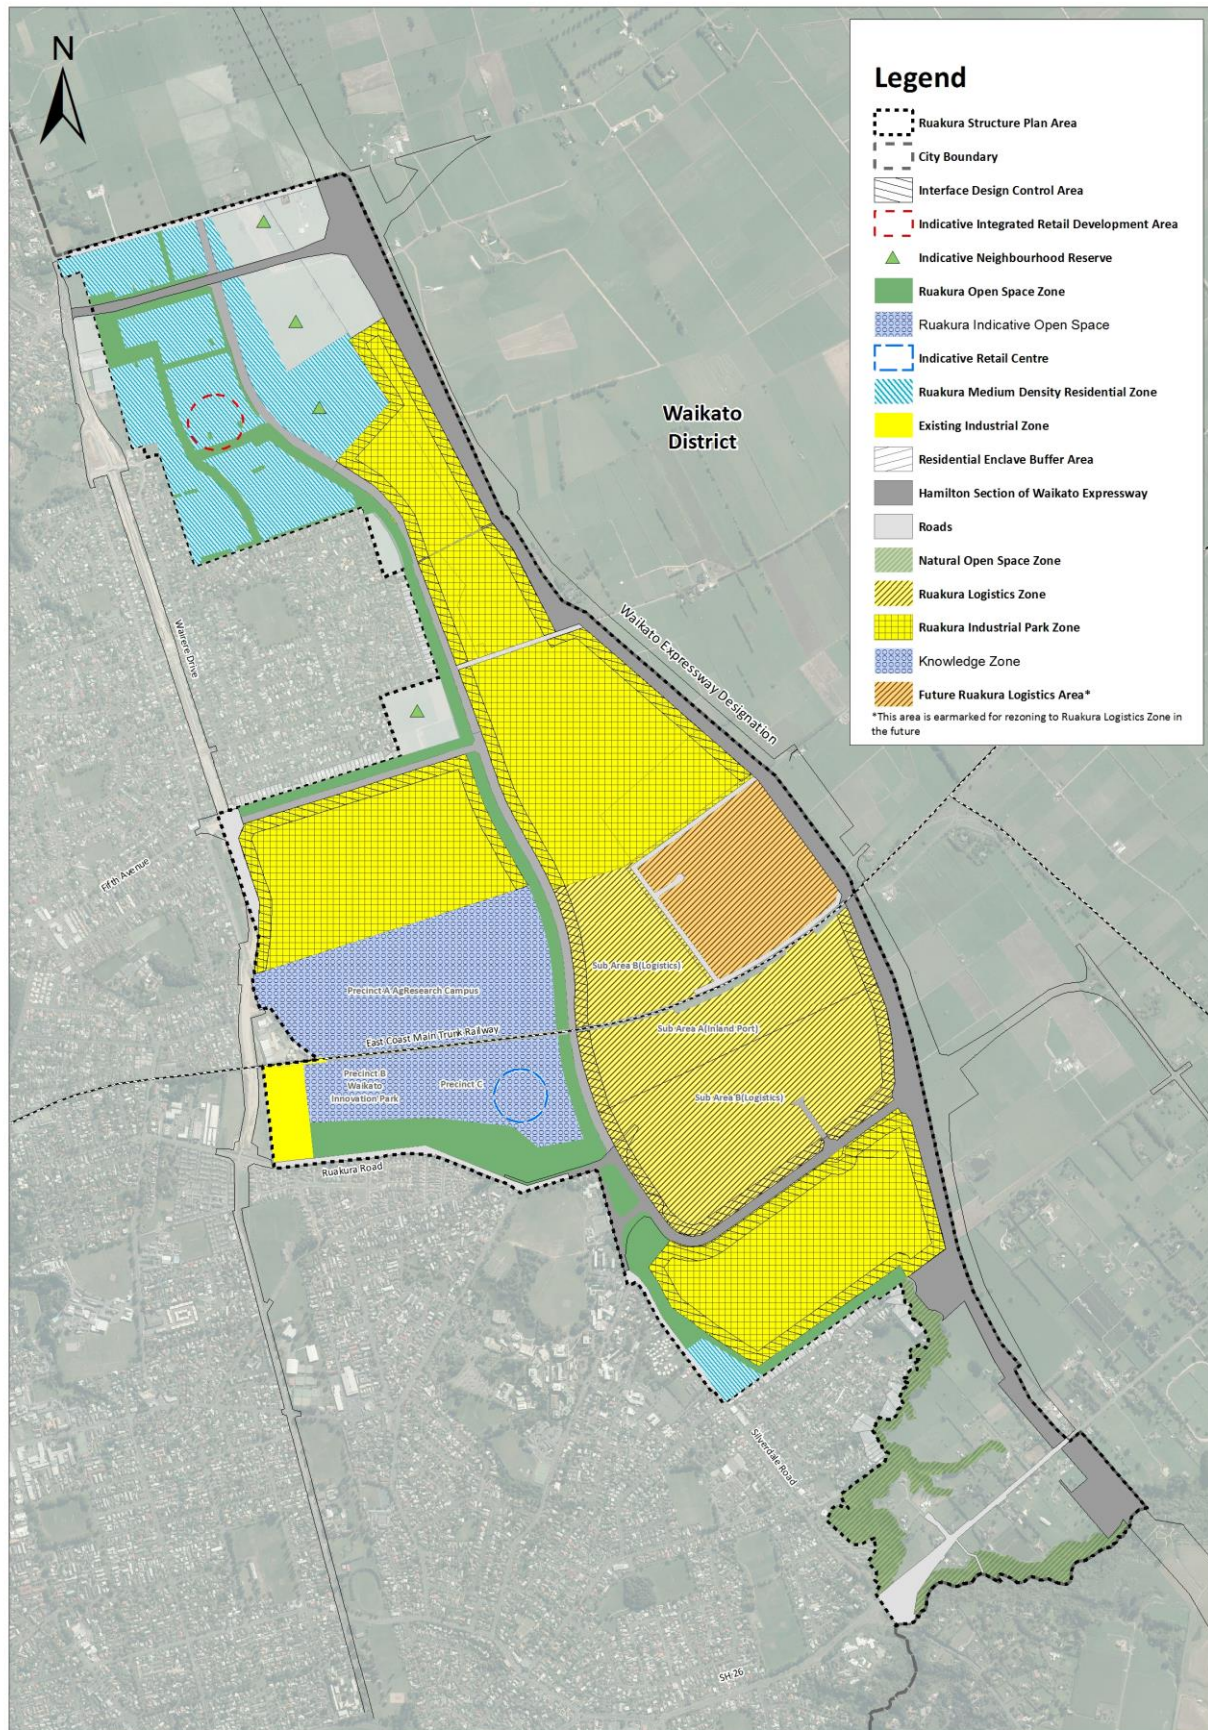 N
Legend
Ruakura Structure Plan Area
City Boundary
Interface Design Control Area
Indicative Integrated Retail Development Area
Indicative Neighbourhood Reserve
Ruakura Open Space Zone
Ruakura Indicative Open Space
Indicative Retail Centre
Ruakura Medium Density Residential Zone
Existing Industrial Zone
Residential Enclave Buffer Area
Hamilton Section of Waikato Expressway
Roads
Natural Open Space Zone
Ruakura Logistics Zone
Ruakura Industrial Park Zone
Knowledge Zone
Future Ruakura Logistics Area*
*This area is earmarked for rezoning to Ruakura Logistics Zone in
the future
Waikato
District
Wairere Drive
Waikato Expressway Designation
Fifth Avenue
Sub Area B(Logistics)
Precinct A AgResearch Campus
Sub Area A(Inland Port)
East Coast Main Trunk Railway
Precinct B
Waikato
Innovation Park
Precinct C
Sub Area B(Logistics)
Ruakura Road
Silverdale Road
SH 26